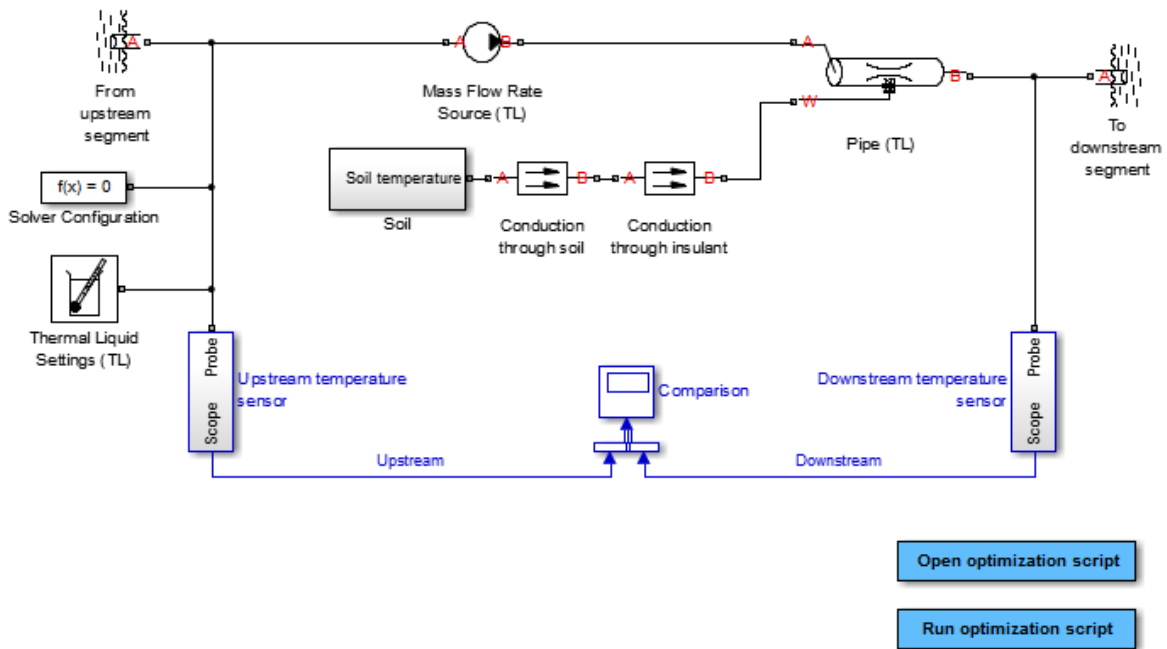 A
From
upstream
segment
A
B
Mass Flow Rate
Source (TL)
A
B
W
Pipe (TL)
A
To
downstream
segment
f(x) = 0
Solver Configuration
Soil temperature
Soil
A
B
Conduction
through soil
A
B
Conduction
through insulant
Thermal Liquid
Settings (TL)
Probe
Scope
Upstream temperature
sensor
Comparison
Downstream temperature
sensor
Probe
Scope
Upstream
Downstream
Open optimization script
Run optimization script